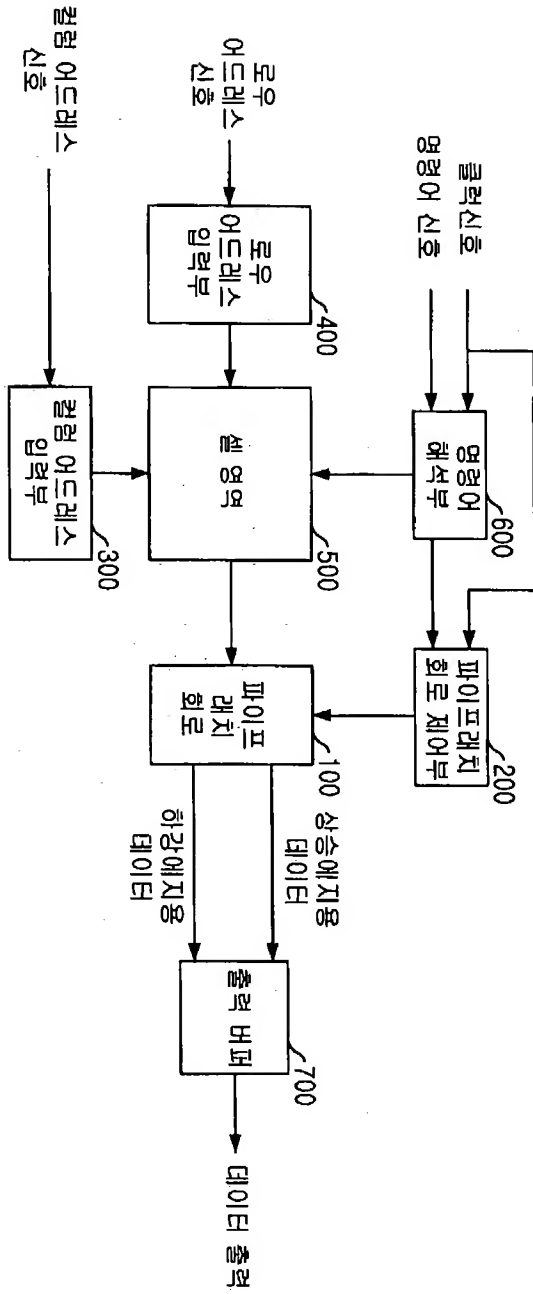 클럭신호
명령어 신호
명령어
해석부
600
파이프래치
회로 제어부
200
로우
어드레스
신호
로우
어드레스
입력부
400
셀영역
500
파이프
래치
회로
100
상승에지용
데이터
하강에지용
데이터
출력 버퍼
700
데이터 출력
컬럼 어드레스
신호
컬럼 어드레스
입력부
300